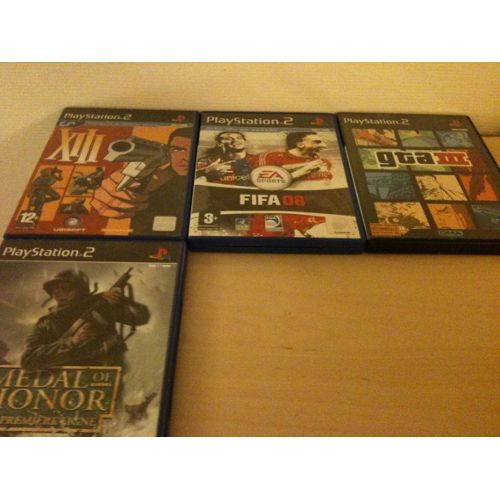 PlayStation 2
XIII
12+
UBISOFT
PlayStation 2
unicef
EA
SPORTS
FIFA 08
3+
PlayStation 2
gta III
PlayStation 2
MEDAL OF
HONOR